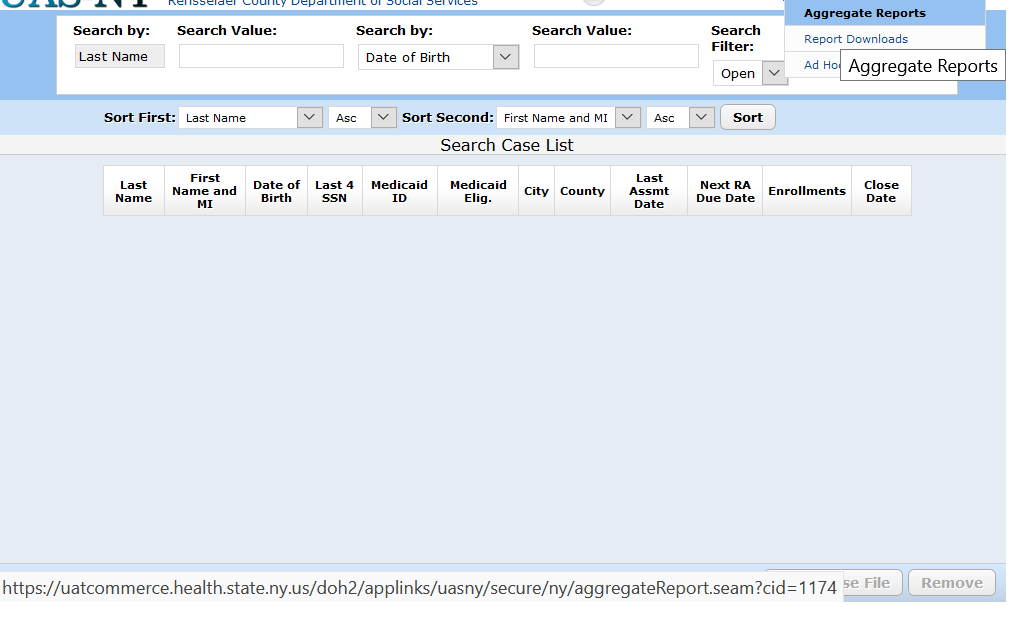 UAS-NY Rensselaer County Department of Social Services
Aggregate Reports
Report Downloads
Aggregate Reports
Search by: Search Value: Search by: Search Value: Search Filter:
Last Name Date of Birth Open
Sort First: Last Name Asc Sort Second: First Name and MI Asc Sort
Search Case List
Last Name First Name and MI Date of Birth Last 4 SSN Medicaid ID Medicaid Elig. City County Last Assmt Date Next RA Due Date Enrollments Close Date
File Remove
https://uatcommerce.health.state.ny.us/doh2/applinks/uasny/secure/ny/aggregateReport.seam?cid=1174